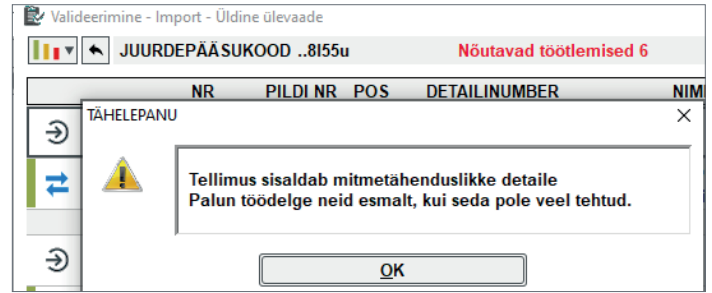 Valideerimine - Import - Üldine ülevaade
JUURDEPÄÄSUKOOD ..8I55u Nõutavad töötlemised 6
NR PILDI NR POS DETAILINUMBER NIM
TÄHELEPANU
Tellimus sisaldab mitmetähenduslikke detaile
Palun töödelge neid esmalt, kui seda pole veel tehtud.
OK